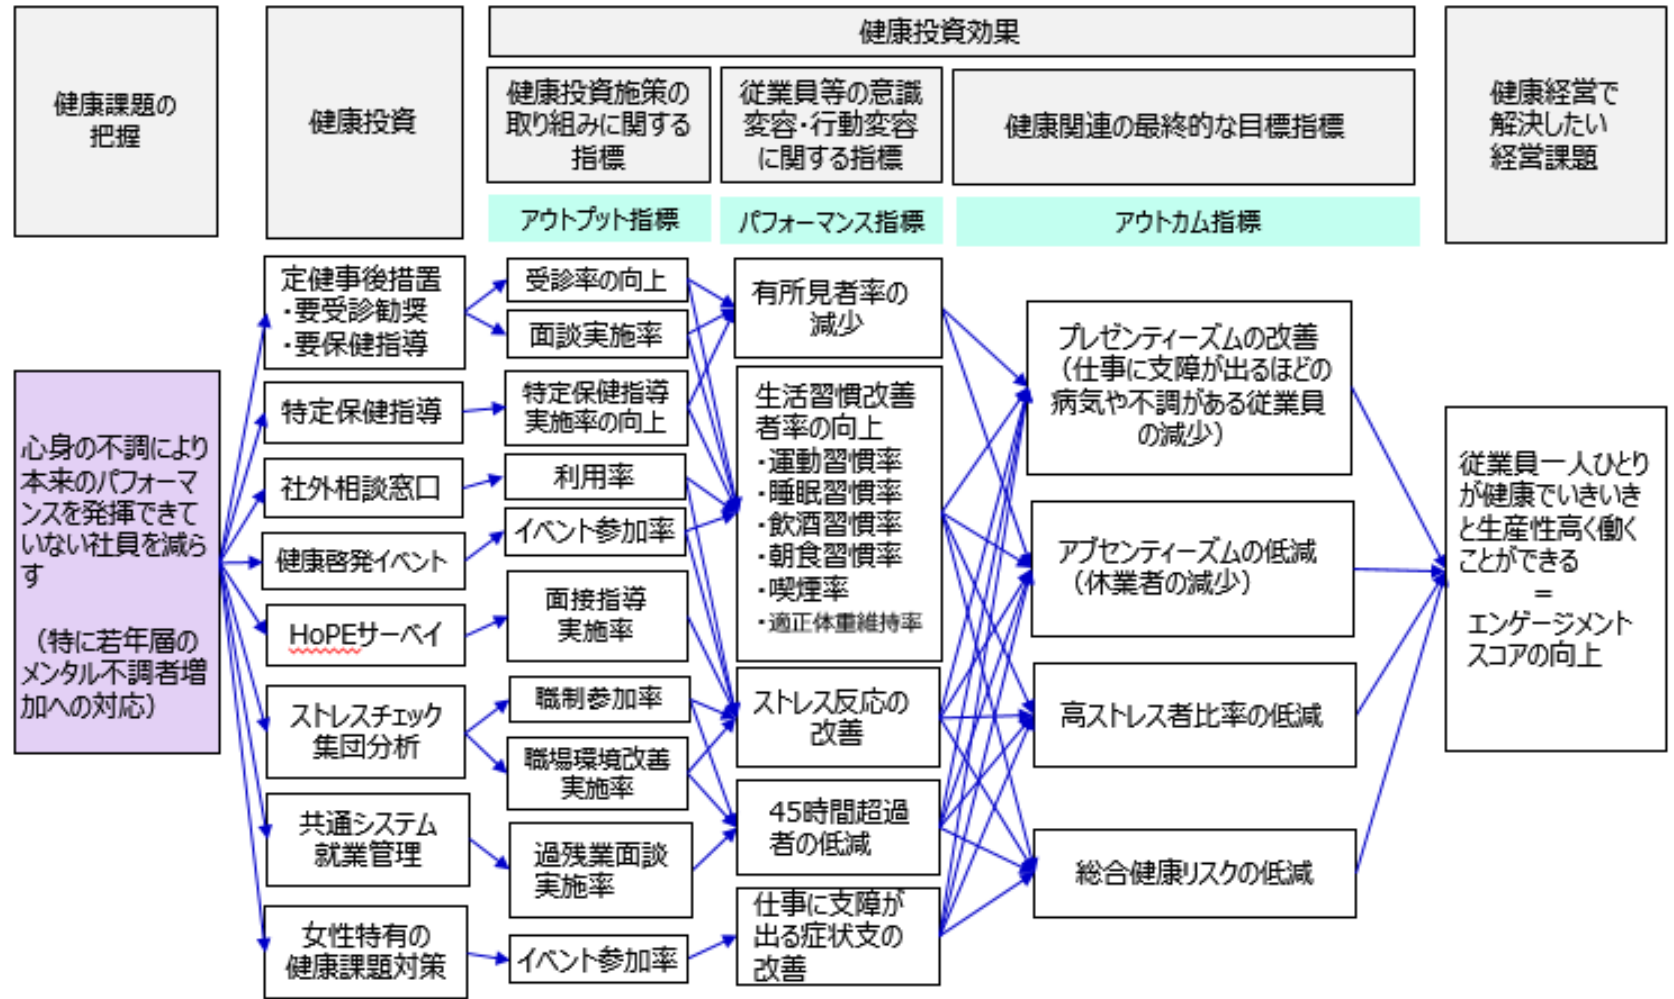 健康課題の
把握
健康投資
健康投資効果
健康投資施策の
取り組みに関する
指標
従業員等の意識
変容・行動変容
に関する指標
健康関連の最終的な目標指標
健康経営で
解決したい
経営課題
アウトプット指標
パフォーマンス指標
アウトカム指標
心身の不調により
本来のパフォーマ
ンスを発揮できて
いない社員を減ら
す
（特に若年層の
メンタル不調者増
加への対応）
定健事後措置
・要受診勧奨
・要保健指導
特定保健指導
社外相談窓口
健康啓発イベント
HoPEサーベイ
ストレスチェック
集団分析
共通システム
就業管理
女性特有の
健康課題対策
受診率の向上
面談実施率
特定保健指導
実施率の向上
利用率
イベント参加率
面接指導
実施率
職制参加率
職場環境改善
実施率
過残業面談
実施率
イベント参加率
有所見者率の
減少
生活習慣改善
者率の向上
・運動習慣率
・睡眠習慣率
・飲酒習慣率
・朝食習慣率
・喫煙率
・適正体重維持率
ストレス反応の
改善
45時間超過
者の低減
仕事に支障が
出る症状支の
改善
プレゼンティーズムの改善
（仕事に支障が出るほどの
病気や不調がある従業員
の減少）
アブセンティーズムの低減
（休業者の減少）
高ストレス者比率の低減
総合健康リスクの低減
従業員一人ひとり
が健康でいきいき
と生産性高く働く
ことができる
＝
エンゲージメント
スコアの向上